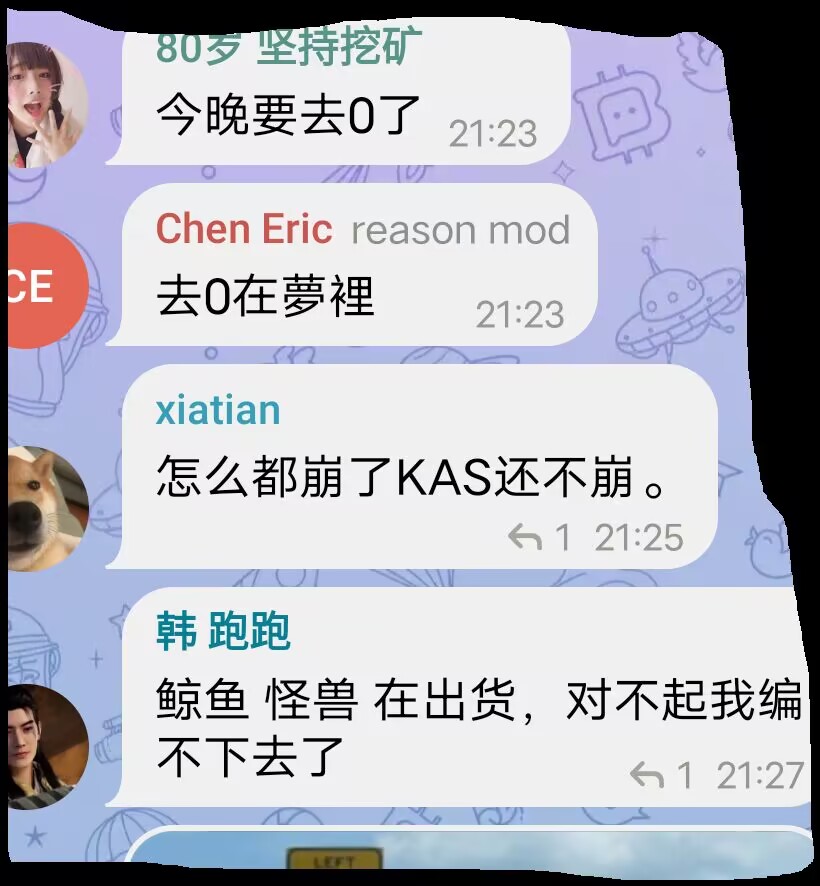 80岁 坚持挖矿
今晚要去0了
21:23
Chen Eric reason mod
CE
去0在夢裡
21:23
xiatian
怎么都崩了KAS还不崩。
1 21:25
韩 跑跑
鲸鱼 怪兽 在出货，对不起我编
不下去了
1 21:27
LEFT